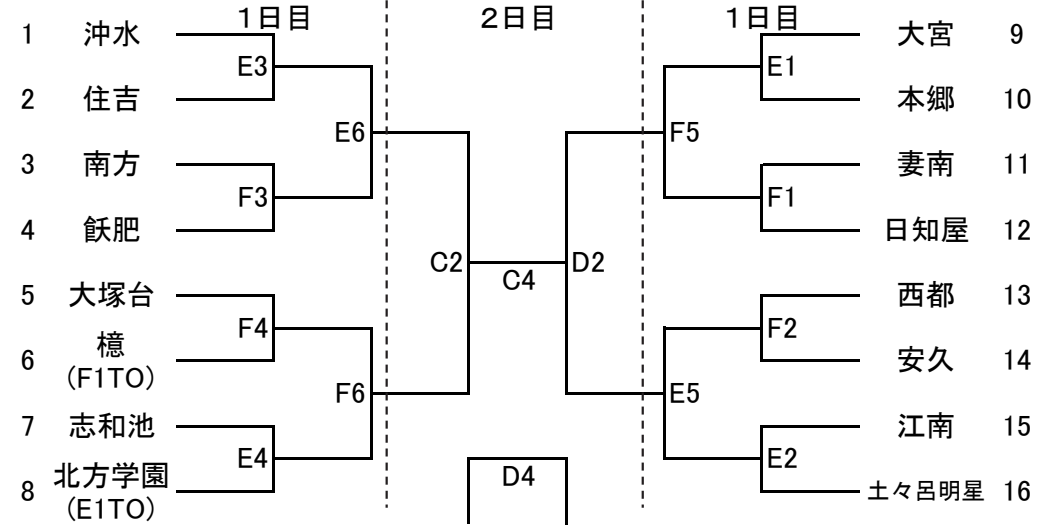 1日目 2日目 1日目
1 沖水
2 住吉
3 南方
4 飫肥
5 大塚台
6 檍
(F1TO)
7 志和池
8 北方学園
(E1TO)
E3
F3
F4
E4
E6
F6
C2
C4
D4
D2
F5
E5
E1
F1
F2
E2
大宮 9
本郷 10
妻南 11
日知屋 12
西都 13
安久 14
江南 15
土々呂明星 16